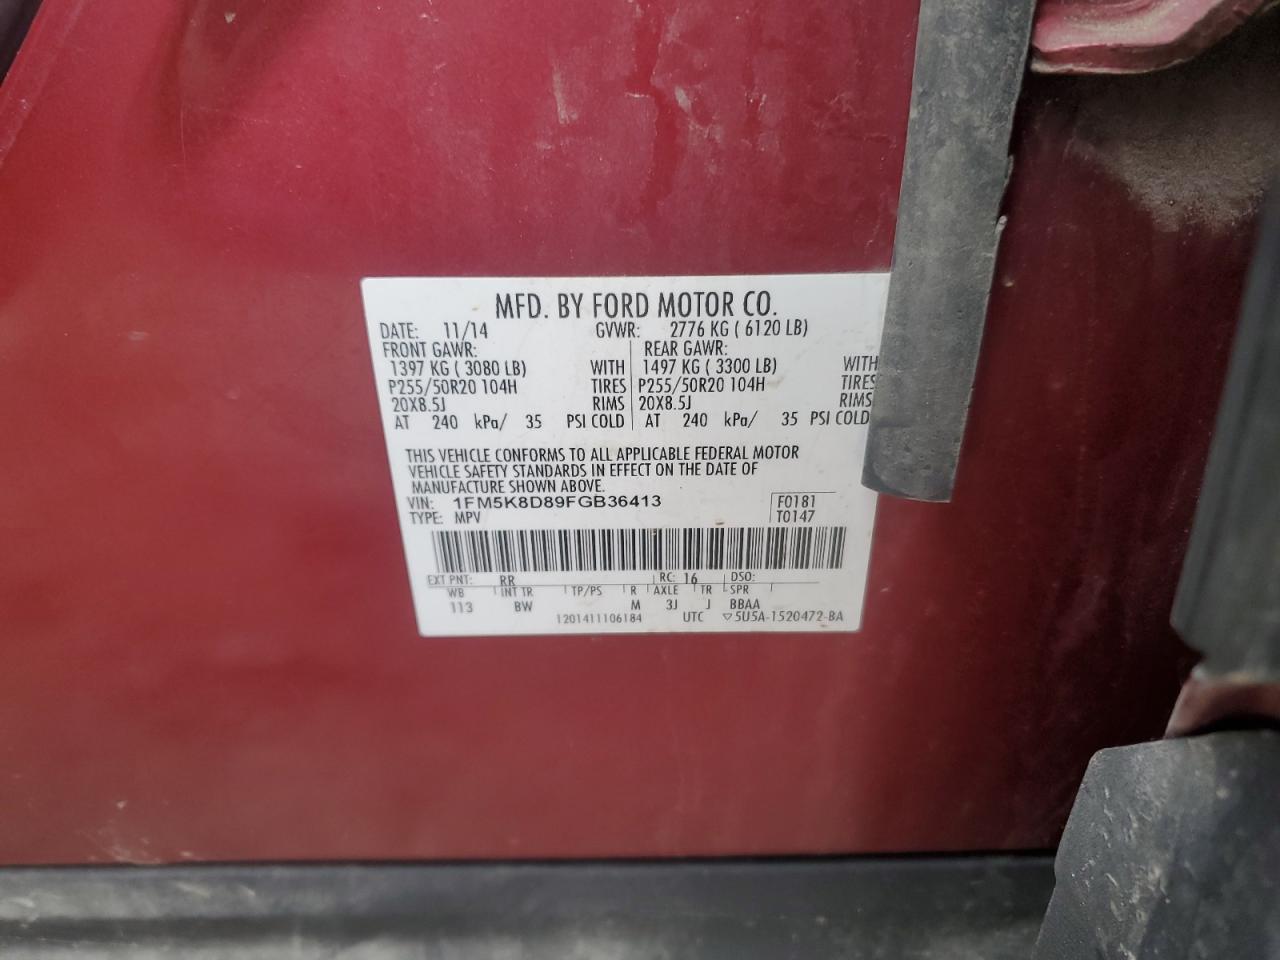 MFD. BY FORD MOTOR CO.
DATE: 11/14 GVWR: 2776 KG ( 6120 LB)
FRONT GAWR: REAR GAWR:
1397 KG ( 3080 LB) WITH 1497 KG ( 3300 LB) WITH
P255/50R20 104H TIRES P255/50R20 104H TIRES
20X8.5J RIMS 20X8.5J RIMS
AT 240 kPa/ 35 PSI COLD AT 240 kPa/ 35 PSI COLD
THIS VEHICLE CONFORMS TO ALL APPLICABLE FEDERAL MOTOR
VEHICLE SAFETY STANDARDS IN EFFECT ON THE DATE OF
MANUFACTURE SHOWN ABOVE.
VIN: 1FM5K8D89FGB36413 F0181
TYPE: MPV T0147
EXT PNT: RR RC: 16 DSO:
WB INT TR TP/PS R AXLE TR SPR
113 BW M 3J J BBAA
1201411106184 UTC ▽5U5A-1520472-BA